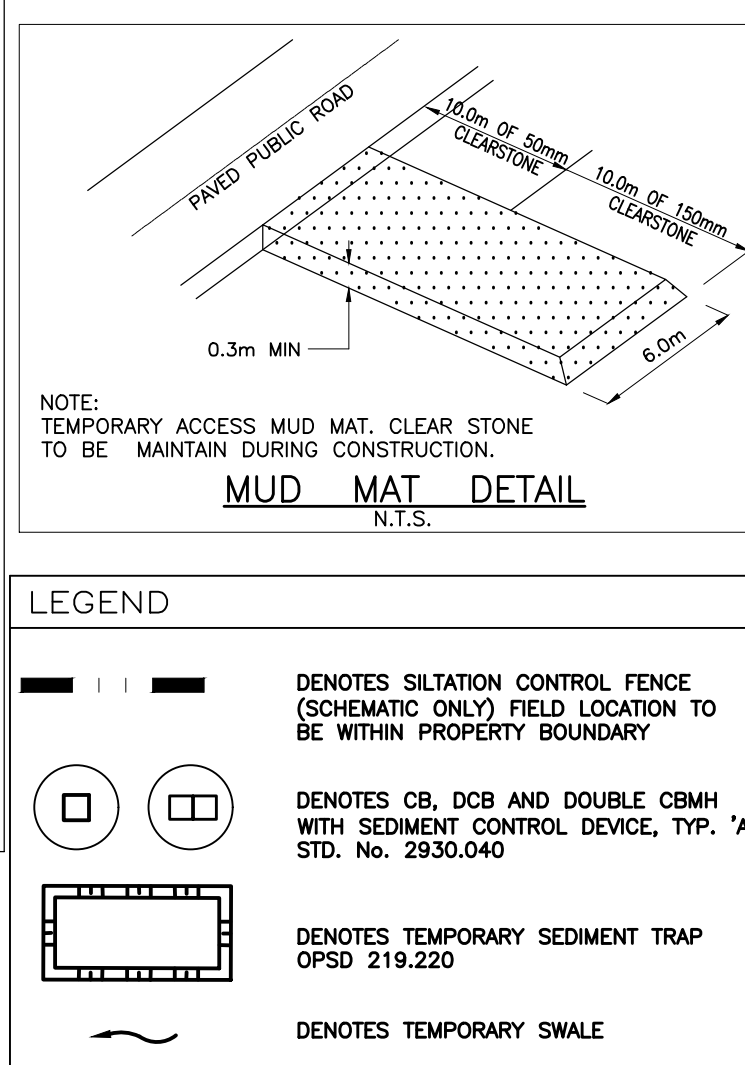 PAVED PUBLIC ROAD
10.0m OF 50mm
CLEARSTONE
10.0m OF 150mm
CLEARSTONE
0.3m MIN
6.0m
NOTE:
TEMPORARY ACCESS MUD MAT. CLEAR STONE
TO BE MAINTAIN DURING CONSTRUCTION.
MUD MAT DETAIL
N.T.S.
LEGEND
DENOTES SILTATION CONTROL FENCE
(SCHEMATIC ONLY) FIELD LOCATION TO
BE WITHIN PROPERTY BOUNDARY
DENOTES CB, DCB AND DOUBLE CBMH
WITH SEDIMENT CONTROL DEVICE, TYP. 'A
STD. No. 2930.040
DENOTES TEMPORARY SEDIMENT TRAP
OPSD 219.220
DENOTES TEMPORARY SWALE